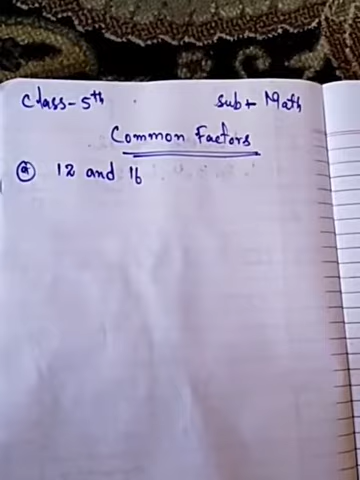 Class-5th sub+ Math
Common Factors
(a) 12 and 16